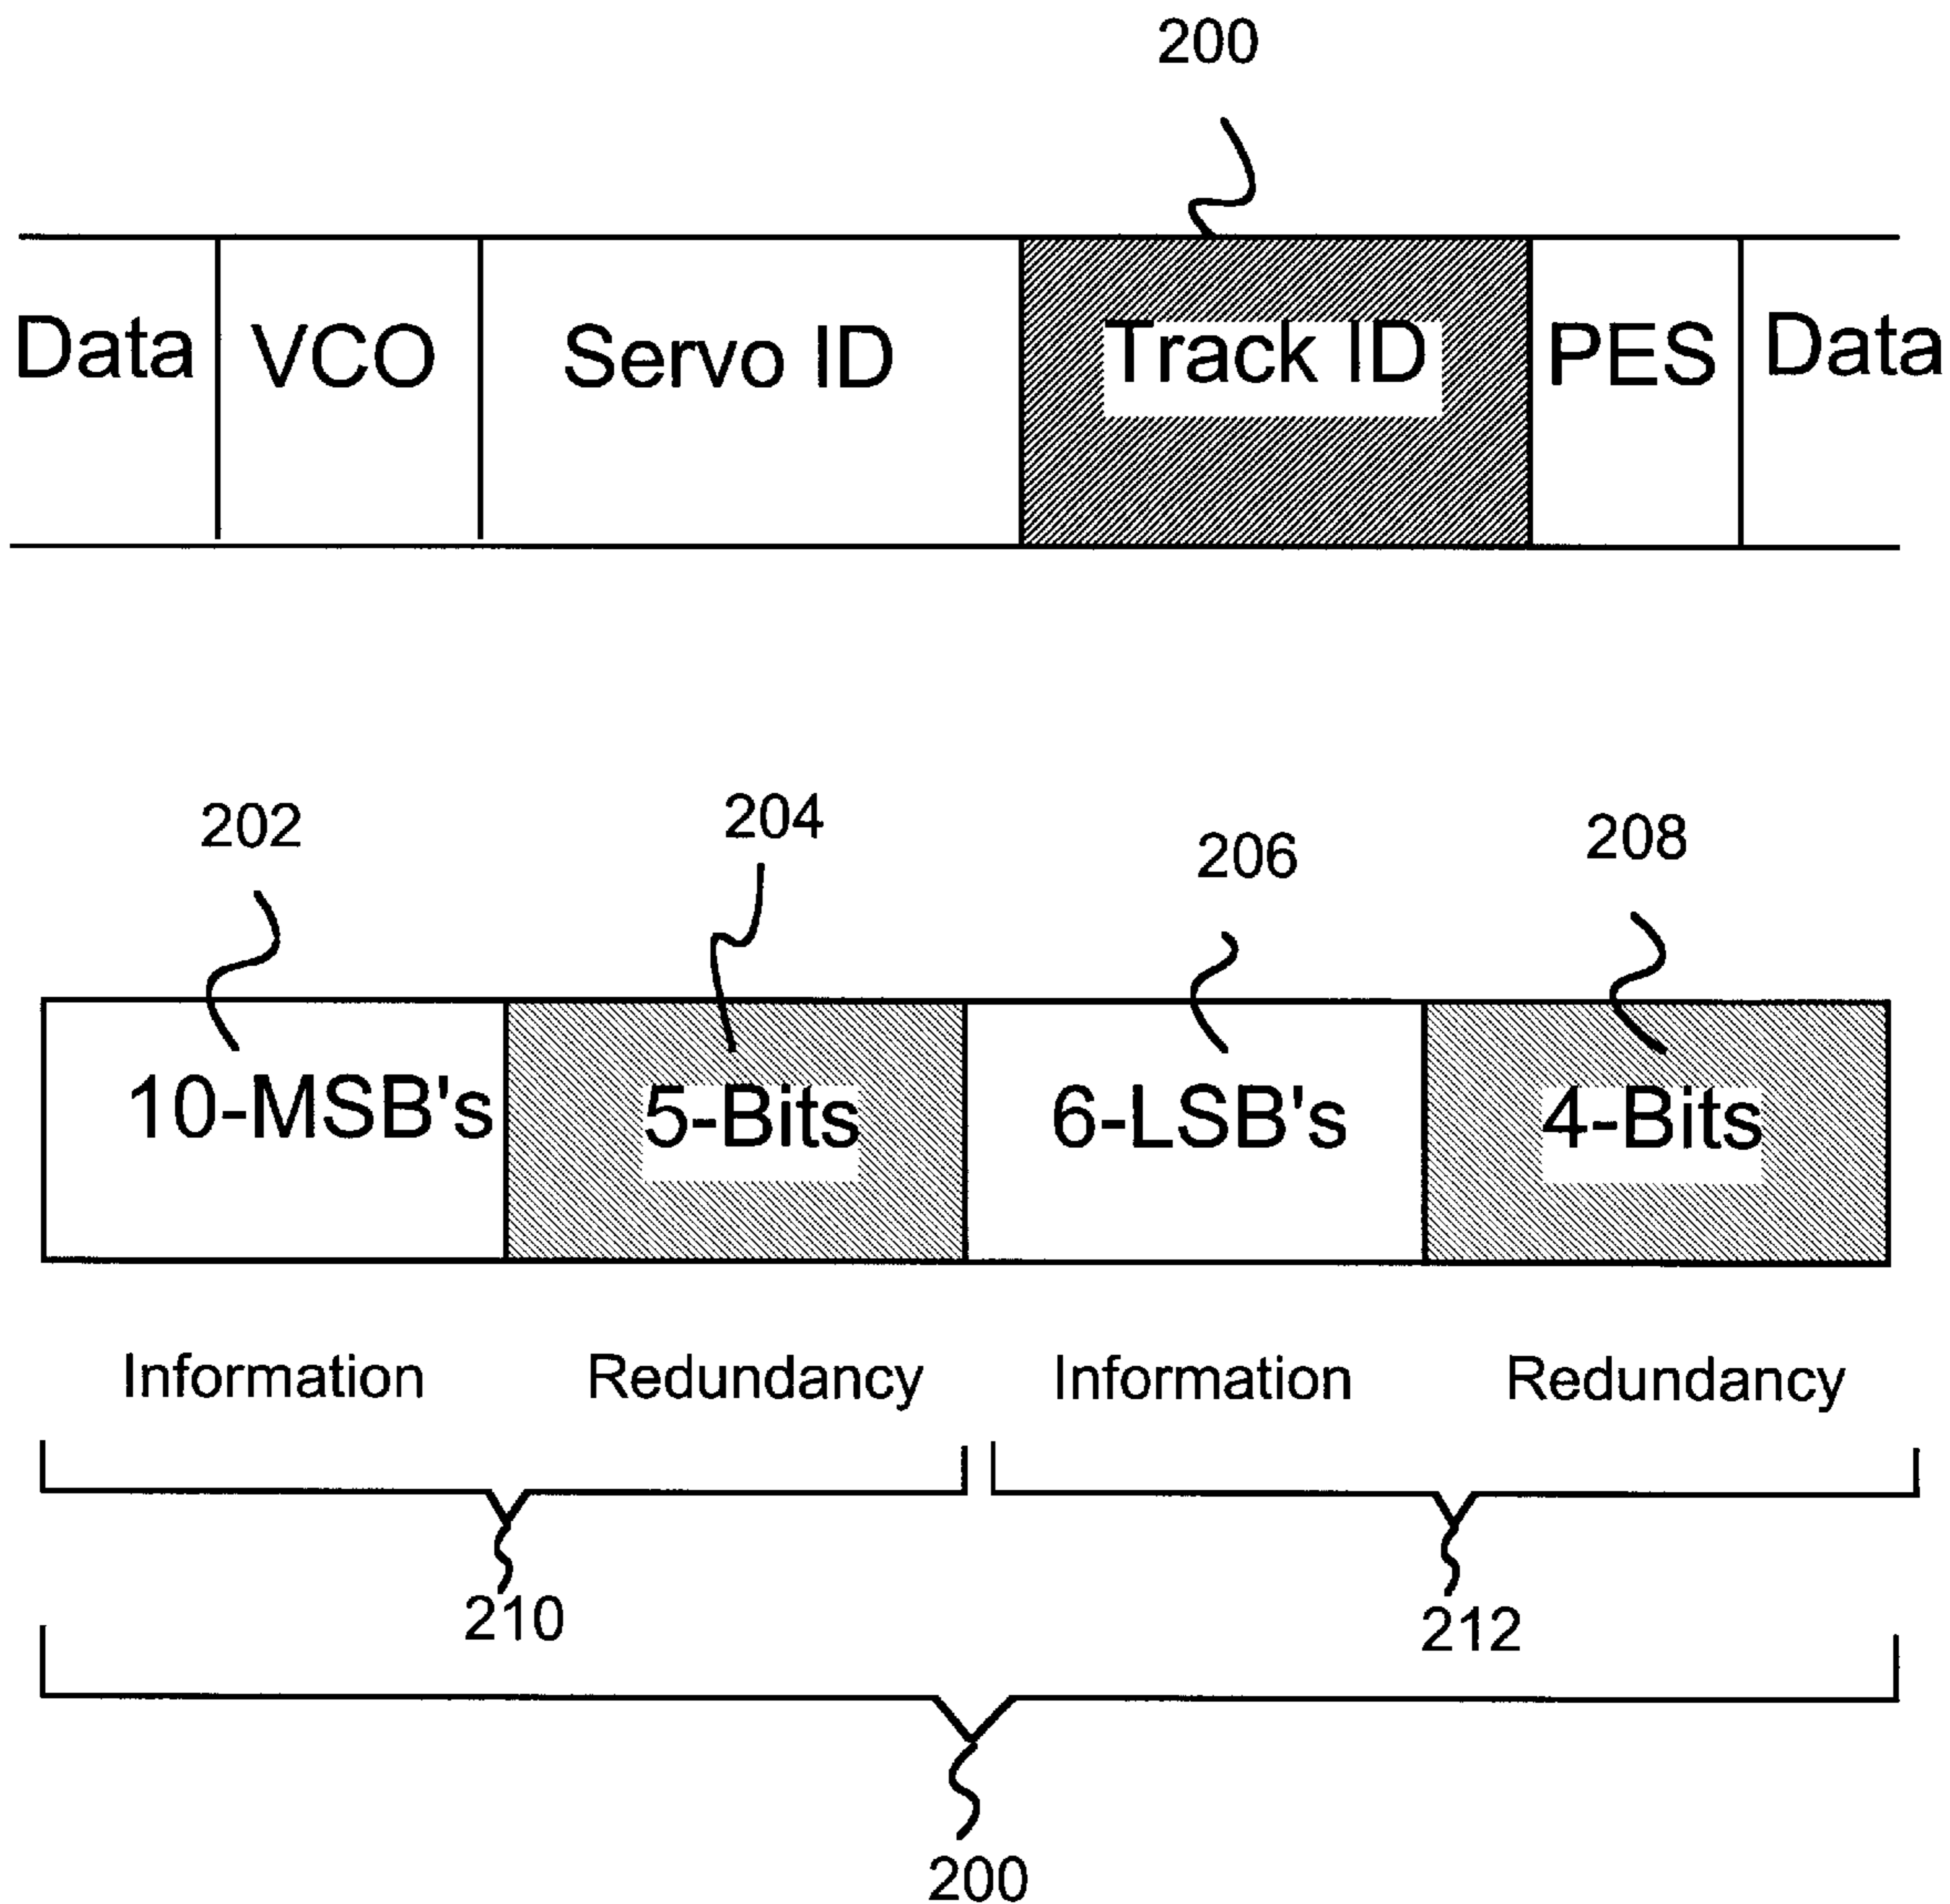 200
Data VCO Servo ID Track ID PES Data
202 204 206 208
10-MSB's 5-Bits 6-LSB's 4-Bits
Information Redundancy Information Redundancy
210 212
200